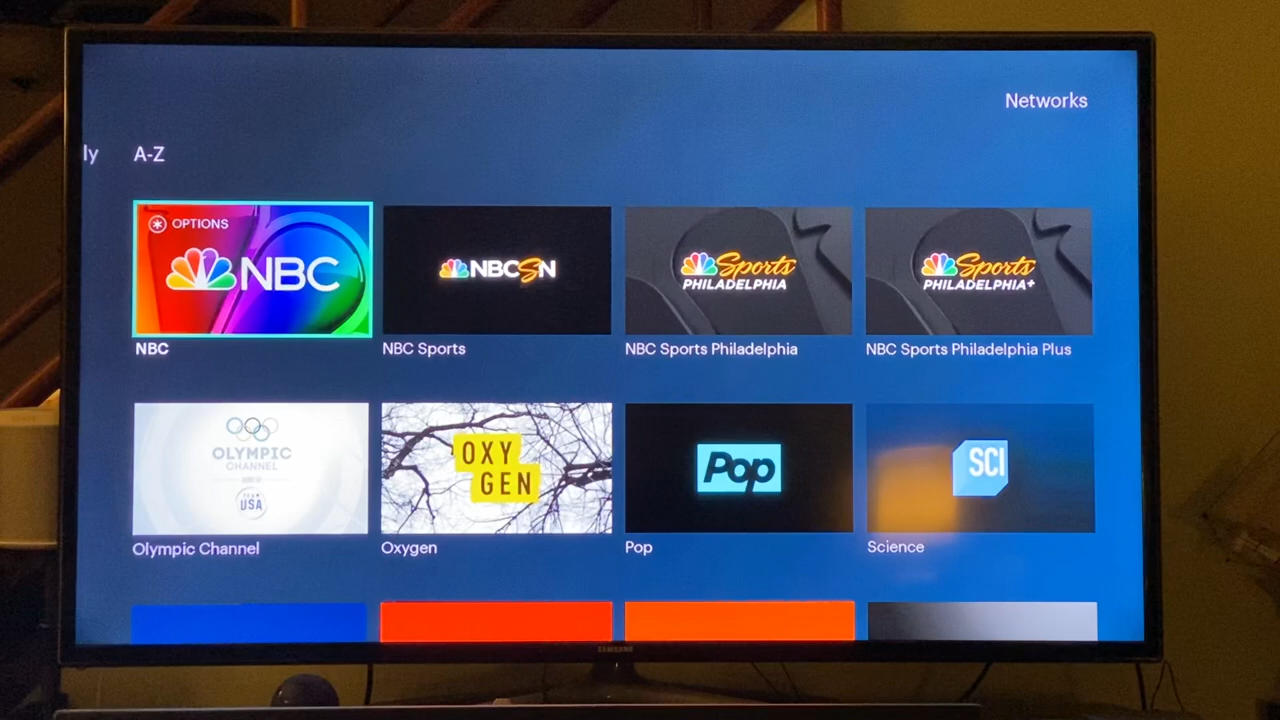 Networks
ly A-Z
OPTIONS
NBC
NBCSN
Sports
PHILADELPHIA
Sports
PHILADELPHIA+
NBC
NBC Sports
NBC Sports Philadelphia
NBC Sports Philadelphia Plus
OLYMPIC
CHANNEL
TEAM
USA
OXY
GEN
Pop
SCI
Olympic Channel
Oxygen
Pop
Science
SAMSUNG